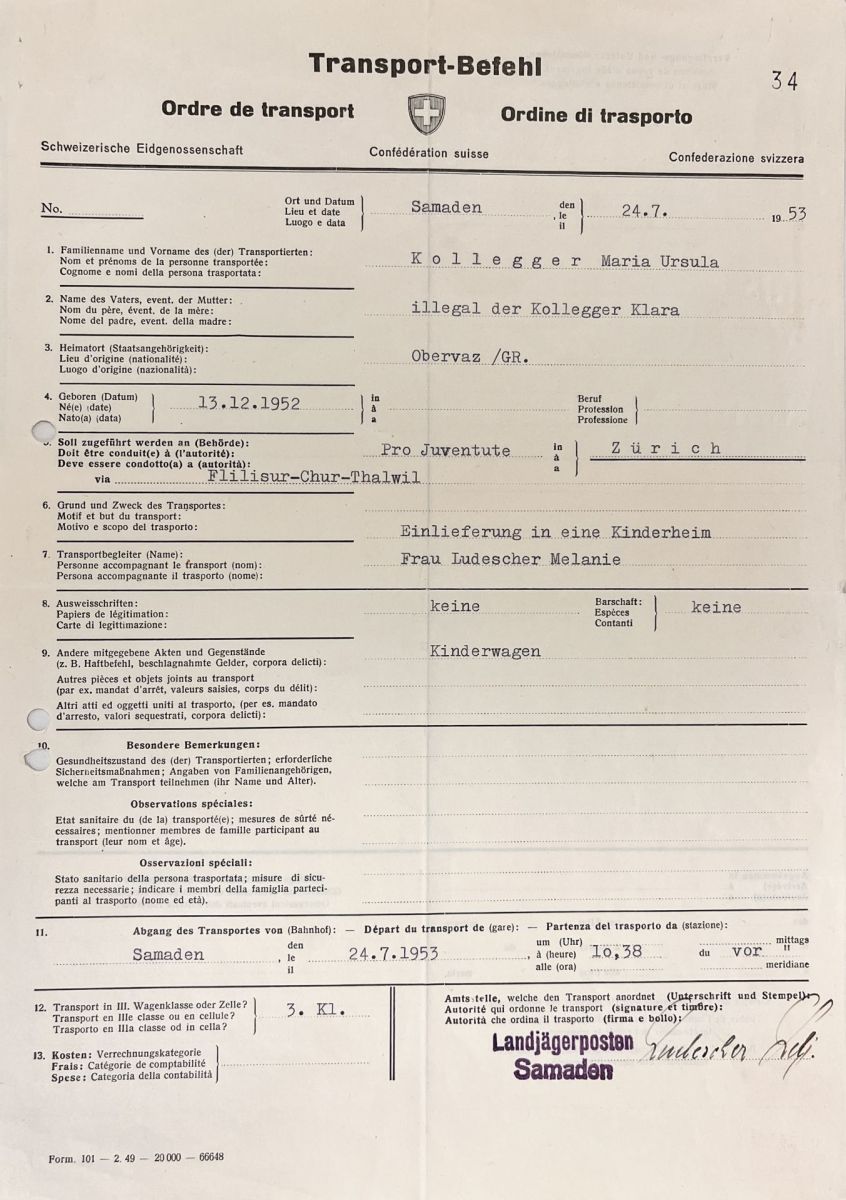 Transport-Befehl
34
Ordre de transport
Ordine di trasporto
Schweizerische Eidgenossenschaft
Confédération suisse
Confederazione svizzera
No.
Ort und Datum
Lieu et date
Luogo e data
Samaden
den
, le
il
24.7.
1953
1. Familienname und Vorname des (der) Transportierten:
Nom et prénoms de la personne transportée:
Cognome e nomi della persona trasportata:
K o l l e g g e r Maria Ursula
2. Name des Vaters, event. der Mutter:
Nom du père, évent. de la mère:
Nome del padre, event. della madre:
illegal der Kollegger Klara
3. Heimatort (Staatsangehörigkeit):
Lieu d'origine (nationalité):
Luogo d'origine (nazionalità):
Obervaz /GR.
4. Geboren (Datum)
Né(e) (date)
Nato(a) (data)
13.12.1952
in
à
a
Beruf
Profession
Professione
5. Soll zugeführt werden an (Behörde):
Doit être conduit(e) à (l'autorité):
Deve essere condotto(a) a (autorità):
Pro Juventute
in
à
a
Z ü r i c h
via Flilisur-Chur-Thalwil
6. Grund und Zweck des Transportes:
Motif et but du transport:
Motivo e scopo del trasporto:
Einlieferung in eine Kinderheim
7. Transportbegleiter (Name):
Personne accompagnant le transport (nom):
Persona accompagnante il trasporto (nome):
Frau Ludescher Melanie
8. Ausweisschriften:
Papiers de légitimation:
Carte di legittimazione:
keine
Barschaft:
Espèces
Contanti
keine
9. Andere mitgegebene Akten und Gegenstände
(z. B. Haftbefehl, beschlagnahmte Gelder, corpora delicti):
Kinderwagen
Autres pièces et objets joints au transport
(par ex. mandat d'arrêt, valeurs saisies, corps du délit):
Altri atti ed oggetti uniti al trasporto, (per es. mandato
d'arresto, valori sequestrati, corpora delicti):
10. Besondere Bemerkungen:
Gesundheitszustand des (der) Transportierten; erforderliche
Sicherheitsmaßnahmen; Angaben von Familienangehörigen,
welche am Transport teilnehmen (ihr Name und Alter).
Observations spéciales:
Etat sanitaire du (de la) transporté(e); mesures de sûrté né-
cessaires; mentionner membres de famille participant au
transport (leur nom et âge).
Osservazioni spéciali:
Stato sanitario della persona trasportata; misure di sicu-
rezza necessarie; indicare i membri della famiglia parteci-
panti al trasporto (nome ed età).
11. Abgang des Transportes von (Bahnhof): — Départ du transport de (gare): — Partenza del trasporto da (stazione):
Samaden
den
, le
il
24.7.1953
um (Uhr)
, à (heure)
alle (ora)
1o,38
du vor "
mittags
meridiane
12. Transport in III. Wagenklasse oder Zelle?
Transport en IIIe classe ou en cellule?
Trasporto en IIIa classe od in cella?
3. Kl.
13. Kosten: Verrechnungskategorie
Frais: Catégorie de comptabilité
Spese: Categoria della contabilità
Amtsstelle, welche den Transport anordnet (Unterschrift und Stempel):
Autorité qui ordonne le transport (signature et timbre):
Autorità che ordina il trasporto (firma e bollo):
Landjägerposten
Samaden
Ludescher
Form. 101 — 2. 49 — 20 000 — 66648